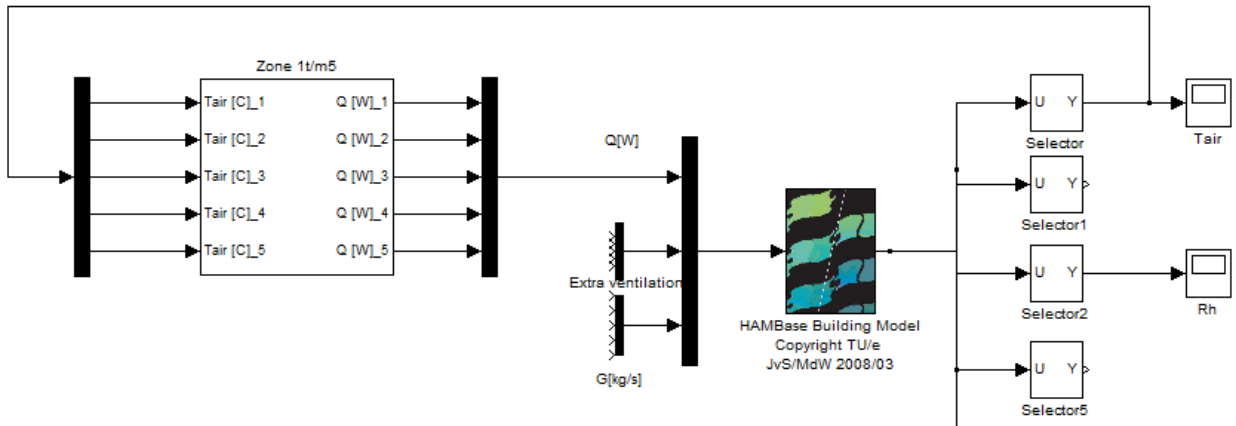 Zone 1t/m5
Tair [C]_1
Q [W]_1
Tair [C]_2
Q [W]_2
Tair [C]_3
Q [W]_3
Tair [C]_4
Q [W]_4
Tair [C]_5
Q [W]_5
Q[W]
Extra ventilation
G[kg/s]
HAMBase Building Model
Copyright TU/e
JvS/MdW 2008/03
U Y
Selector
Tair
U Y
Selector1
U Y
Selector2
Rh
U Y
Selector5